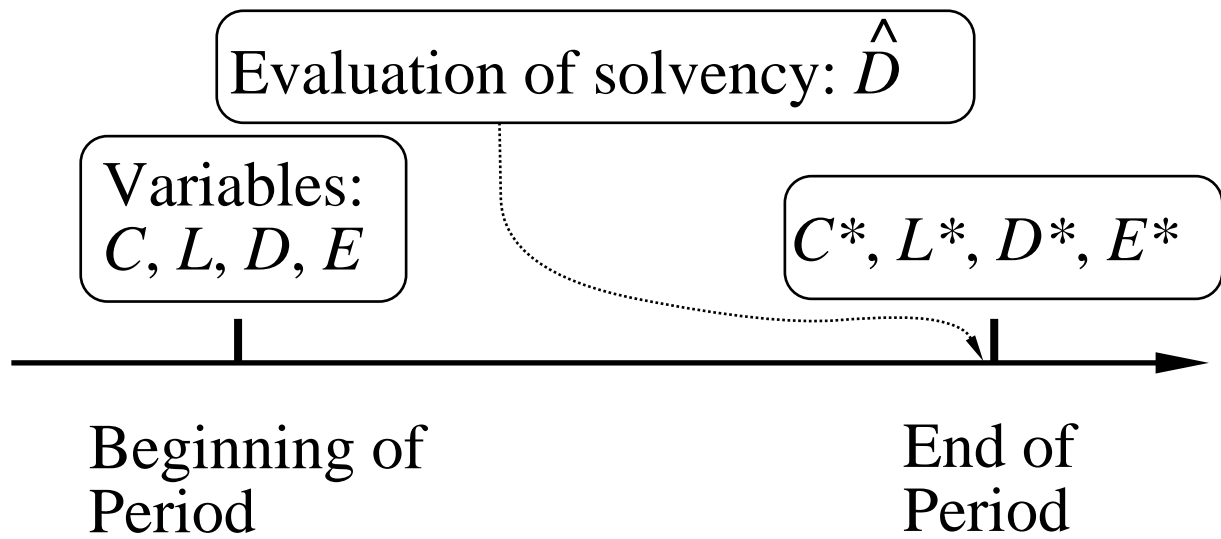 Evaluation of solvency: D̂
Variables:
C, L, D, E
C*, L*, D*, E*
Beginning of
Period
End of
Period